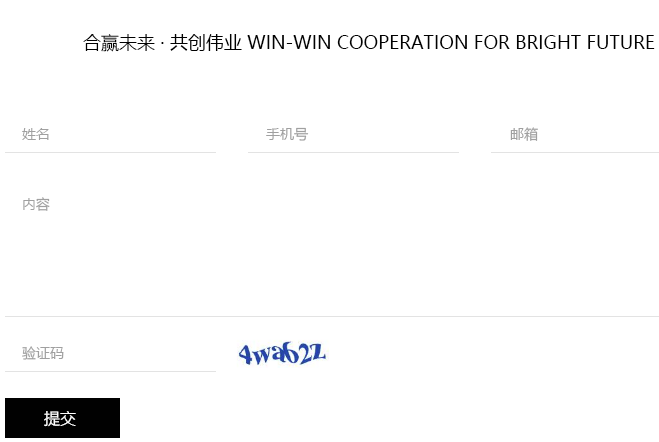 合赢未来 · 共创伟业 WIN-WIN COOPERATION FOR BRIGHT FUTURE
姓名 手机号 邮箱
内容
验证码 4wa62z
提交